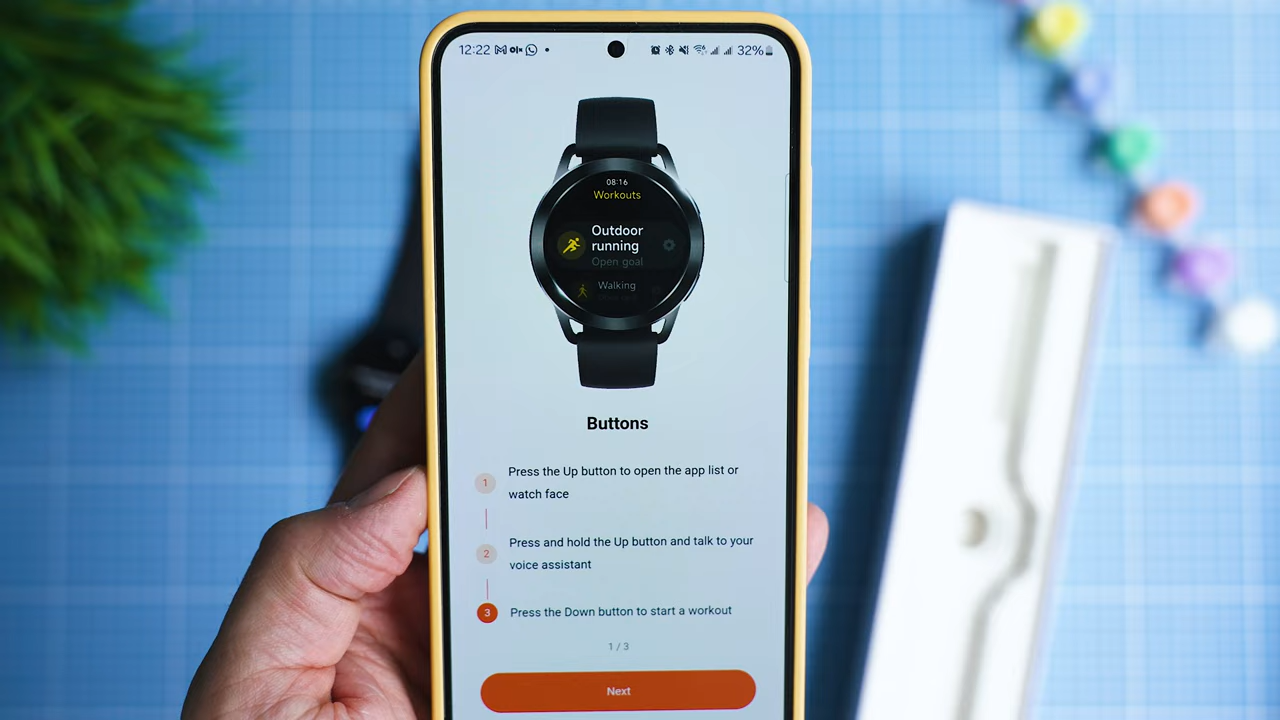 12:22 OLX 32%
08:16
Workouts
Outdoor
running
Open goal
Walking
Buttons
1 Press the Up button to open the app list or
watch face
2 Press and hold the Up button and talk to your
voice assistant
3 Press the Down button to start a workout
1 / 3
Next